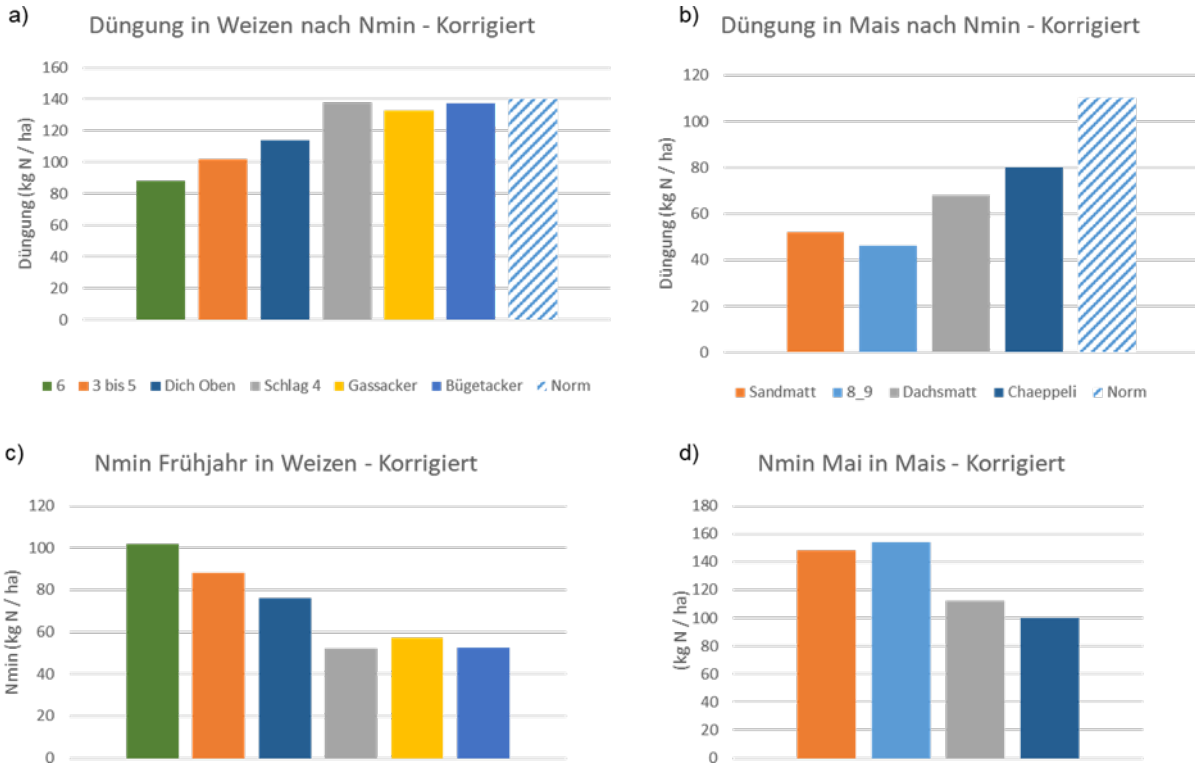 a)
Düngung in Weizen nach Nmin - Korrigiert
Düngung (kg N / ha)
160
140
120
100
80
60
40
20
0
6 3 bis 5 Dich Oben Schlag 4 Gassacker Bügetacker Norm
b)
Düngung in Mais nach Nmin - Korrigiert
Düngung (kg N / ha)
120
100
80
60
40
20
0
Sandmatt 8_9 Dachsmatt Chaeppeli Norm
c)
Nmin Frühjahr in Weizen - Korrigiert
Nmin (kg N / ha)
120
100
80
60
40
20
0
d)
Nmin Mai in Mais - Korrigiert
(kg N / ha)
180
160
140
120
100
80
60
40
20
0